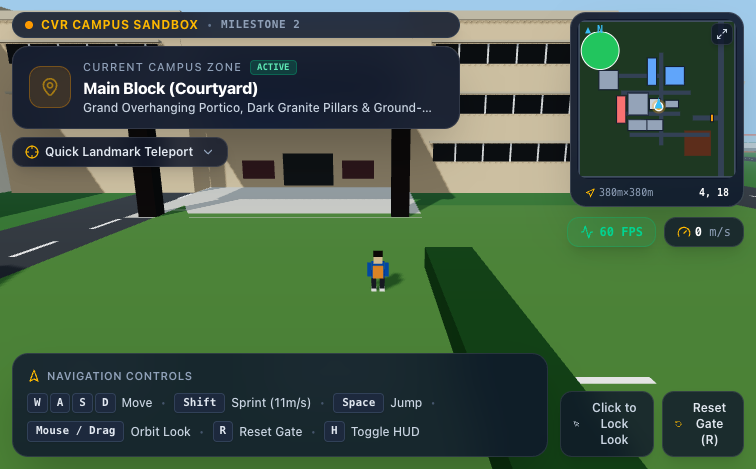 CVR CAMPUS SANDBOX • MILESTONE 2
CURRENT CAMPUS ZONE ACTIVE
Main Block (Courtyard)
Grand Overhanging Portico, Dark Granite Pillars & Ground-...
Quick Landmark Teleport
N
380m×380m 4, 18
60 FPS 0 m/s
NAVIGATION CONTROLS
W A S D Move • Shift Sprint (11m/s) • Space Jump •
Mouse / Drag Orbit Look • R Reset Gate • H Toggle HUD
Click to
Lock
Look
Reset
Gate
(R)